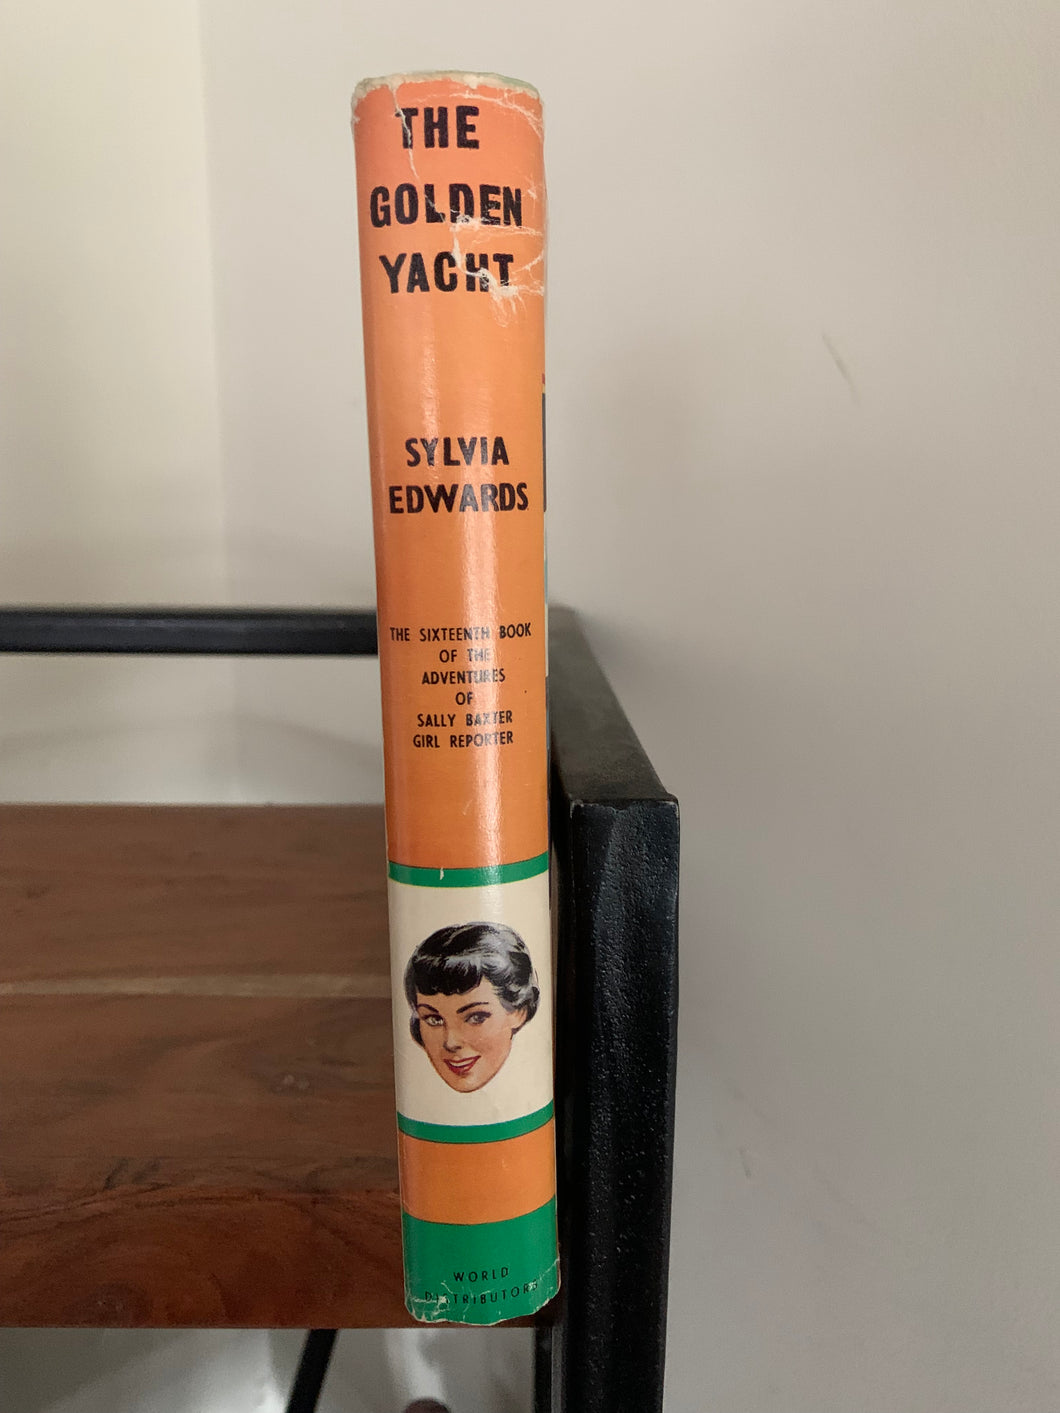 THE
GOLDEN
YACHT
SYLVIA
EDWARDS
THE SIXTEENTH BOOK
OF THE
ADVENTURES
OF
SALLY BAXTER
GIRL REPORTER
WORLD
DISTRIBUTORS